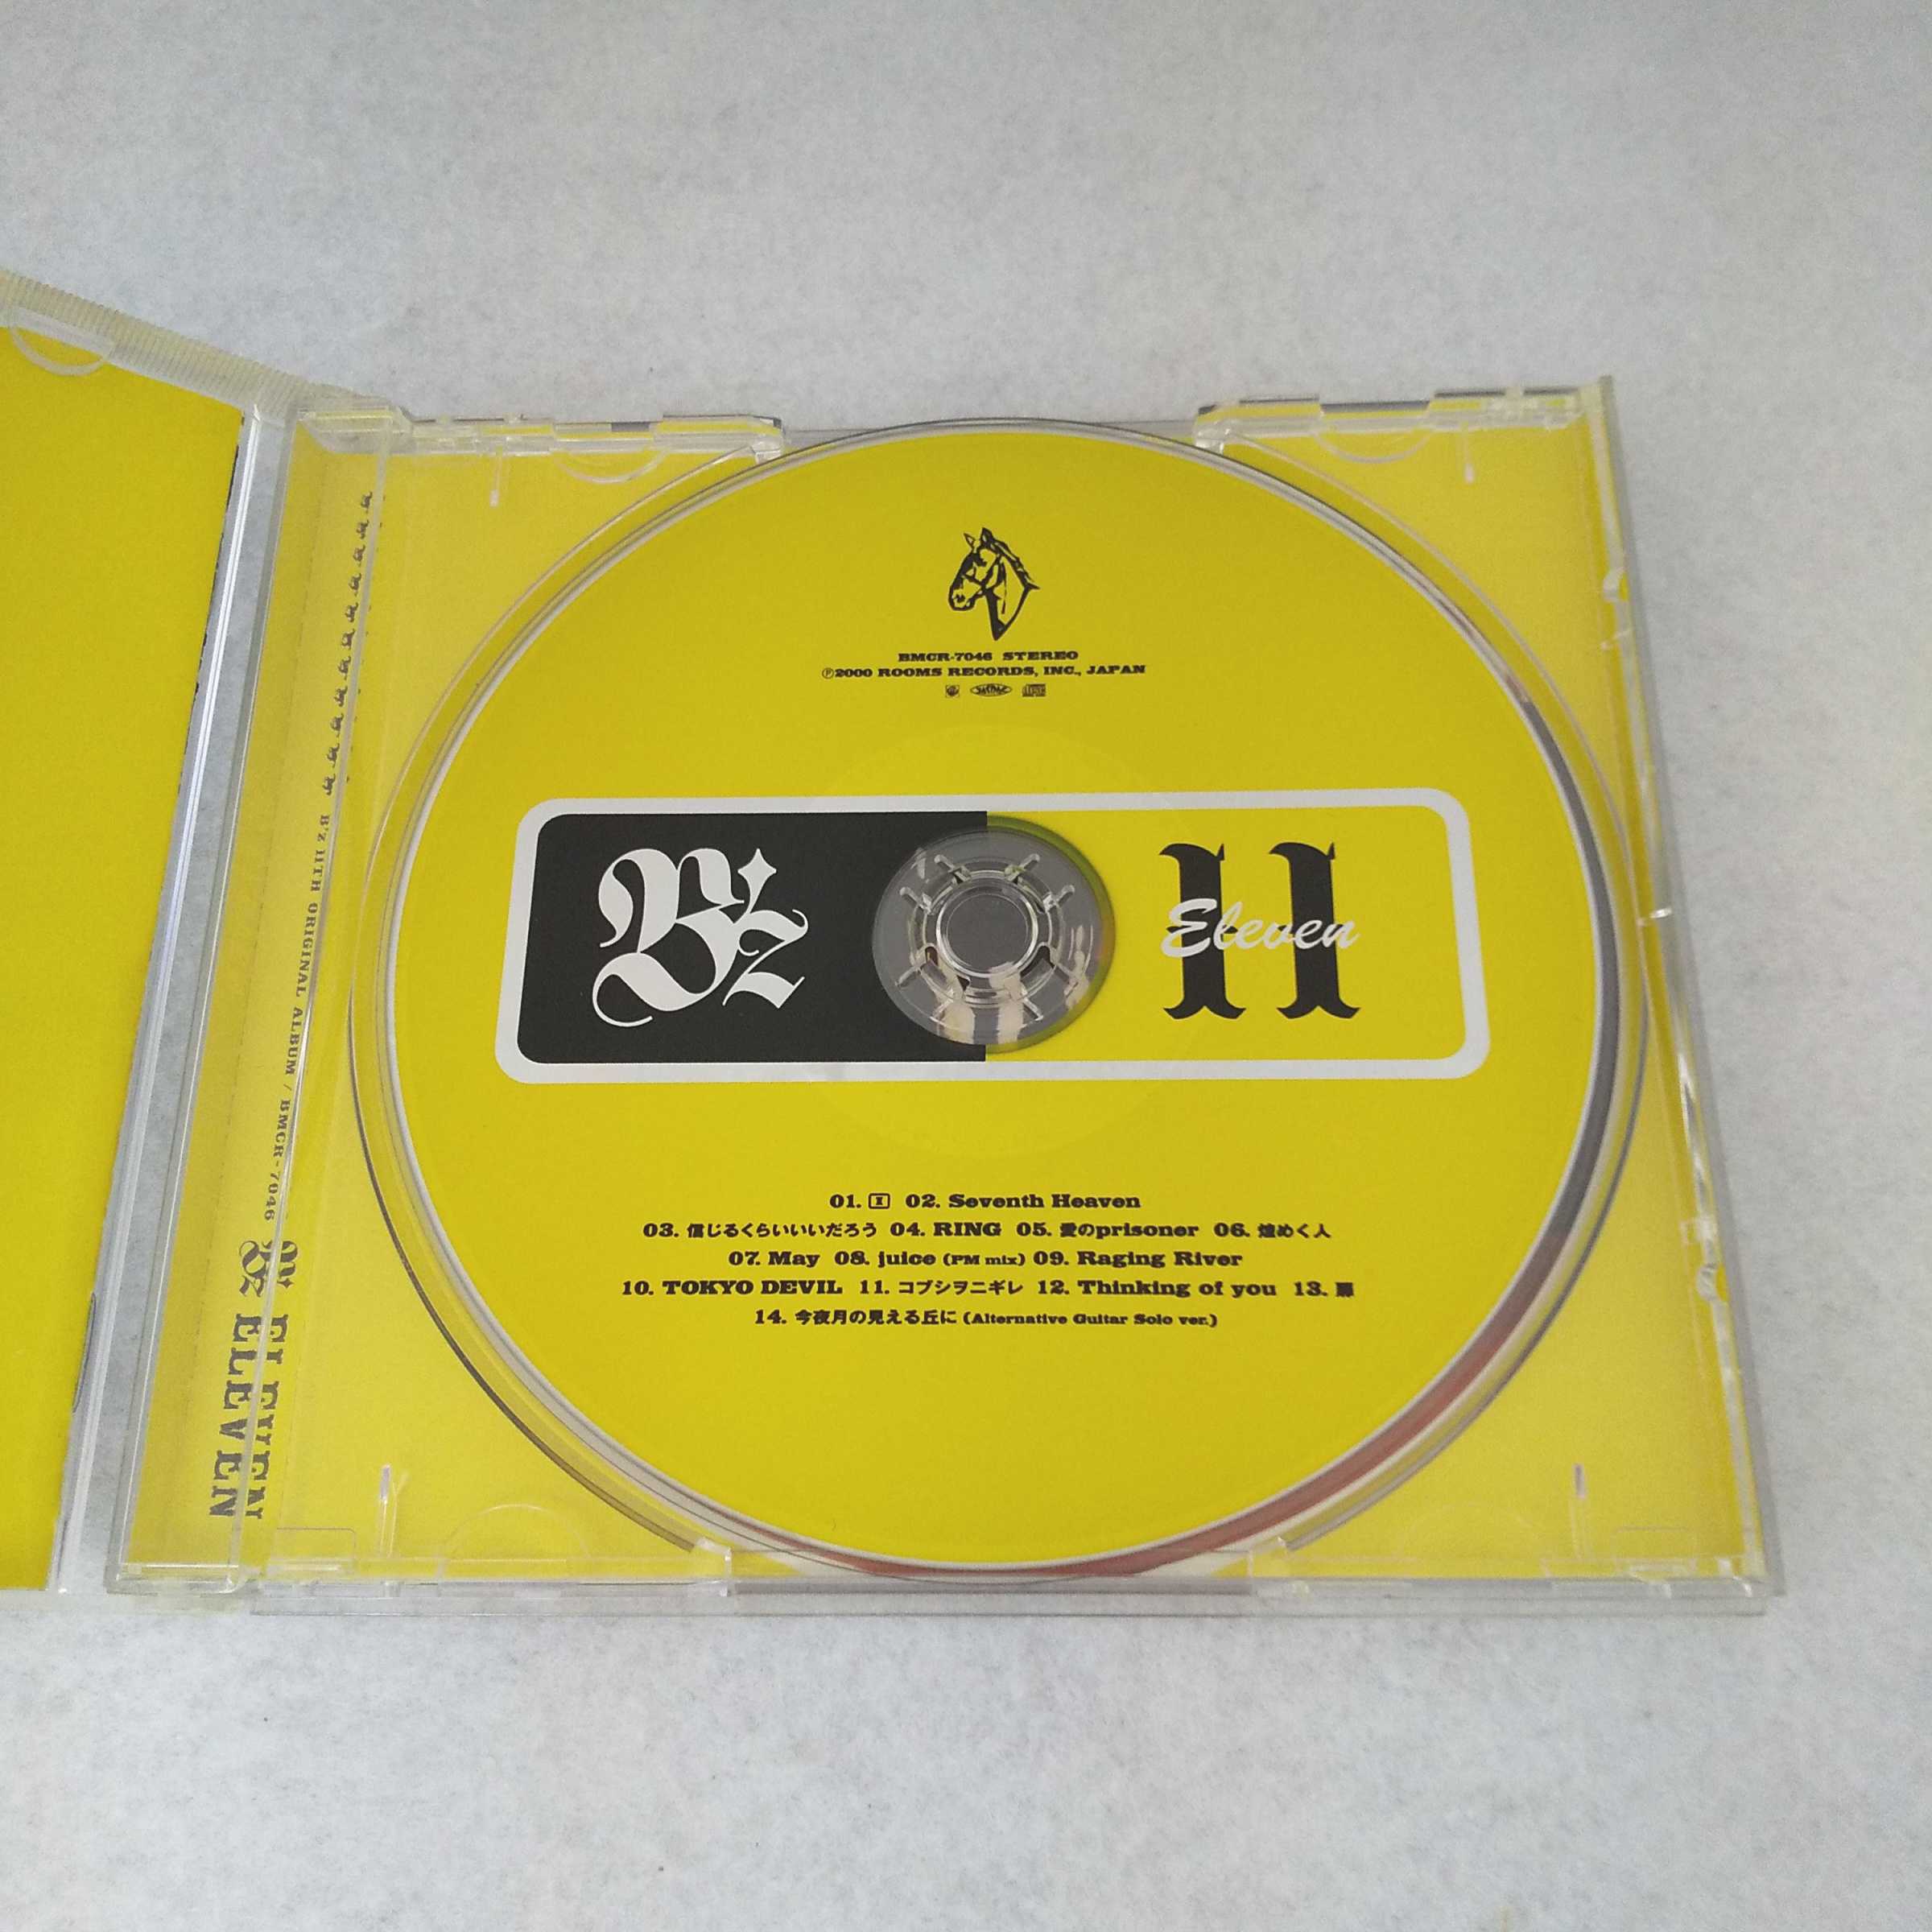 BMCR-7046 STEREO
Ⓟ2000 ROOMS RECORDS, INC., JAPAN
B'z
11
Eleven
01. 🅇 02. Seventh Heaven
03. 信じるくらいいいだろう 04. RING 05. 愛のprisoner 06. 煌めく人
07. May 08. juice (PM mix) 09. Raging River
10. TOKYO DEVIL 11. コブシヲニギレ 12. Thinking of you 13. 扉
14. 今夜月の見える丘に (Alternative Guitar Solo ver.)
B'z 11TH ORIGINAL ALBUM / BMCR-7046
B'z ELEVEN